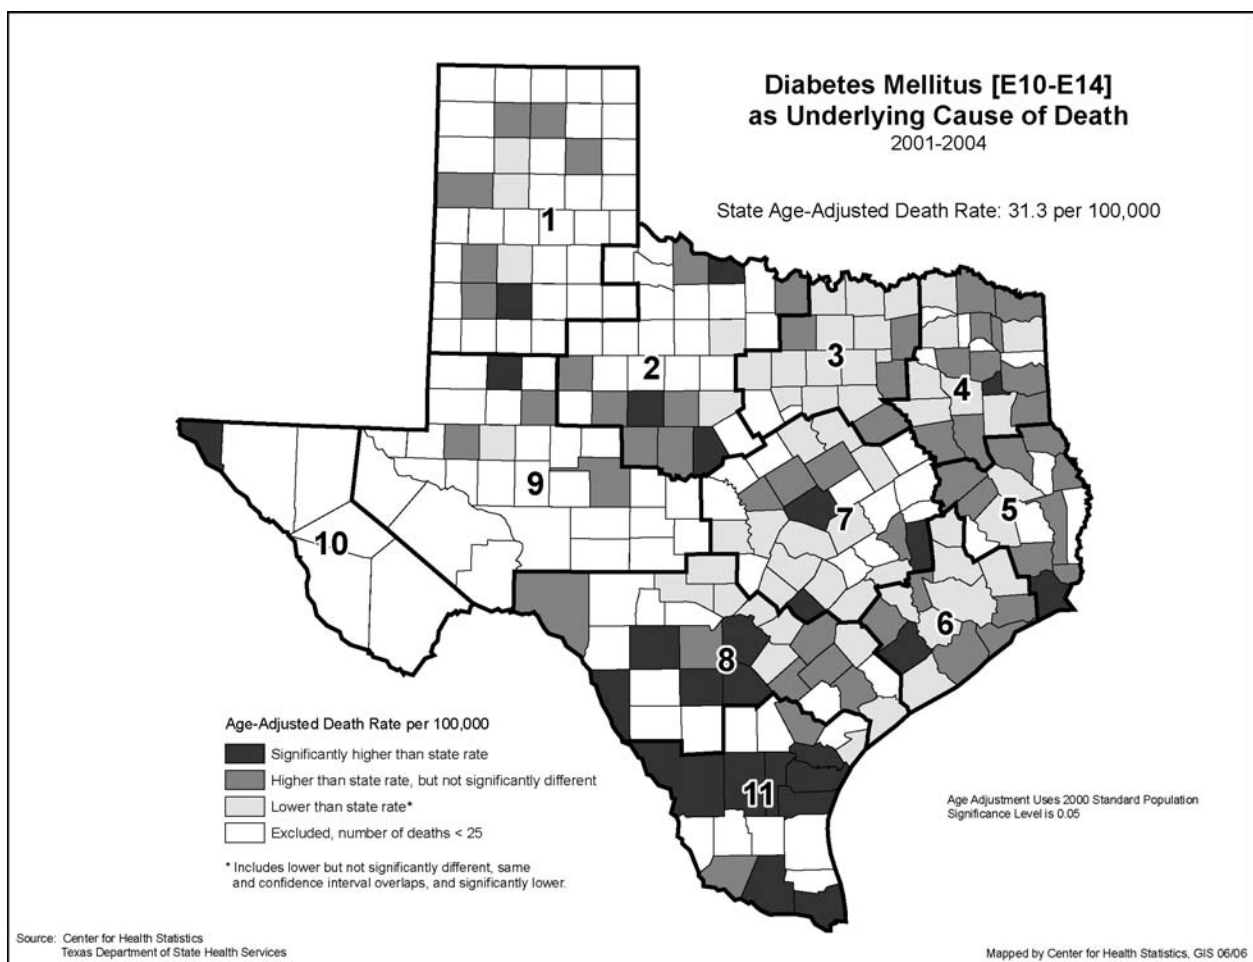 Diabetes Mellitus [E10-E14]
as Underlying Cause of Death
2001-2004
State Age-Adjusted Death Rate: 31.3 per 100,000
1
2
3
4
5
6
7
8
9
10
11
Age-Adjusted Death Rate per 100,000
Significantly higher than state rate
Higher than state rate, but not significantly different
Lower than state rate*
Excluded, number of deaths < 25
* Includes lower but not significantly different, same
and confidence interval overlaps, and significantly lower.
Age Adjustment Uses 2000 Standard Population
Significance Level is 0.05
Source: Center for Health Statistics
Texas Department of State Health Services
Mapped by Center for Health Statistics, GIS 06/06